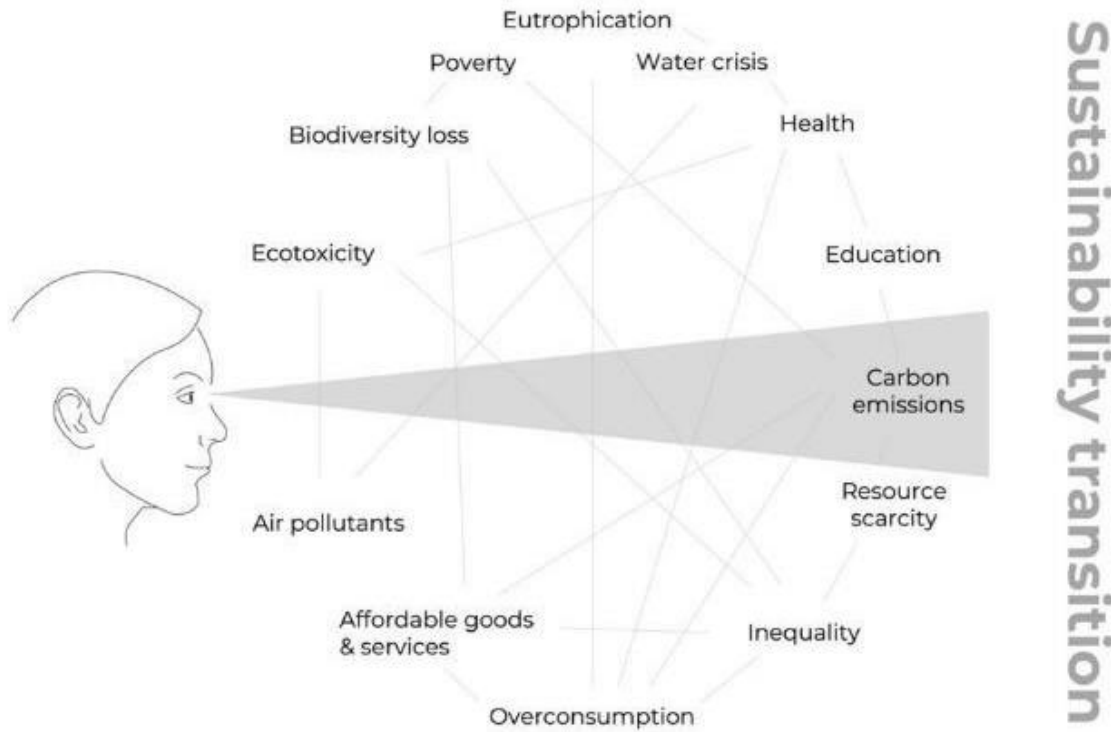 Eutrophication
Poverty
Water crisis
Biodiversity loss
Health
Ecotoxicity
Education
Carbon
emissions
Resource
scarcity
Air pollutants
Affordable goods
& services
Inequality
Overconsumption
Sustainability transition